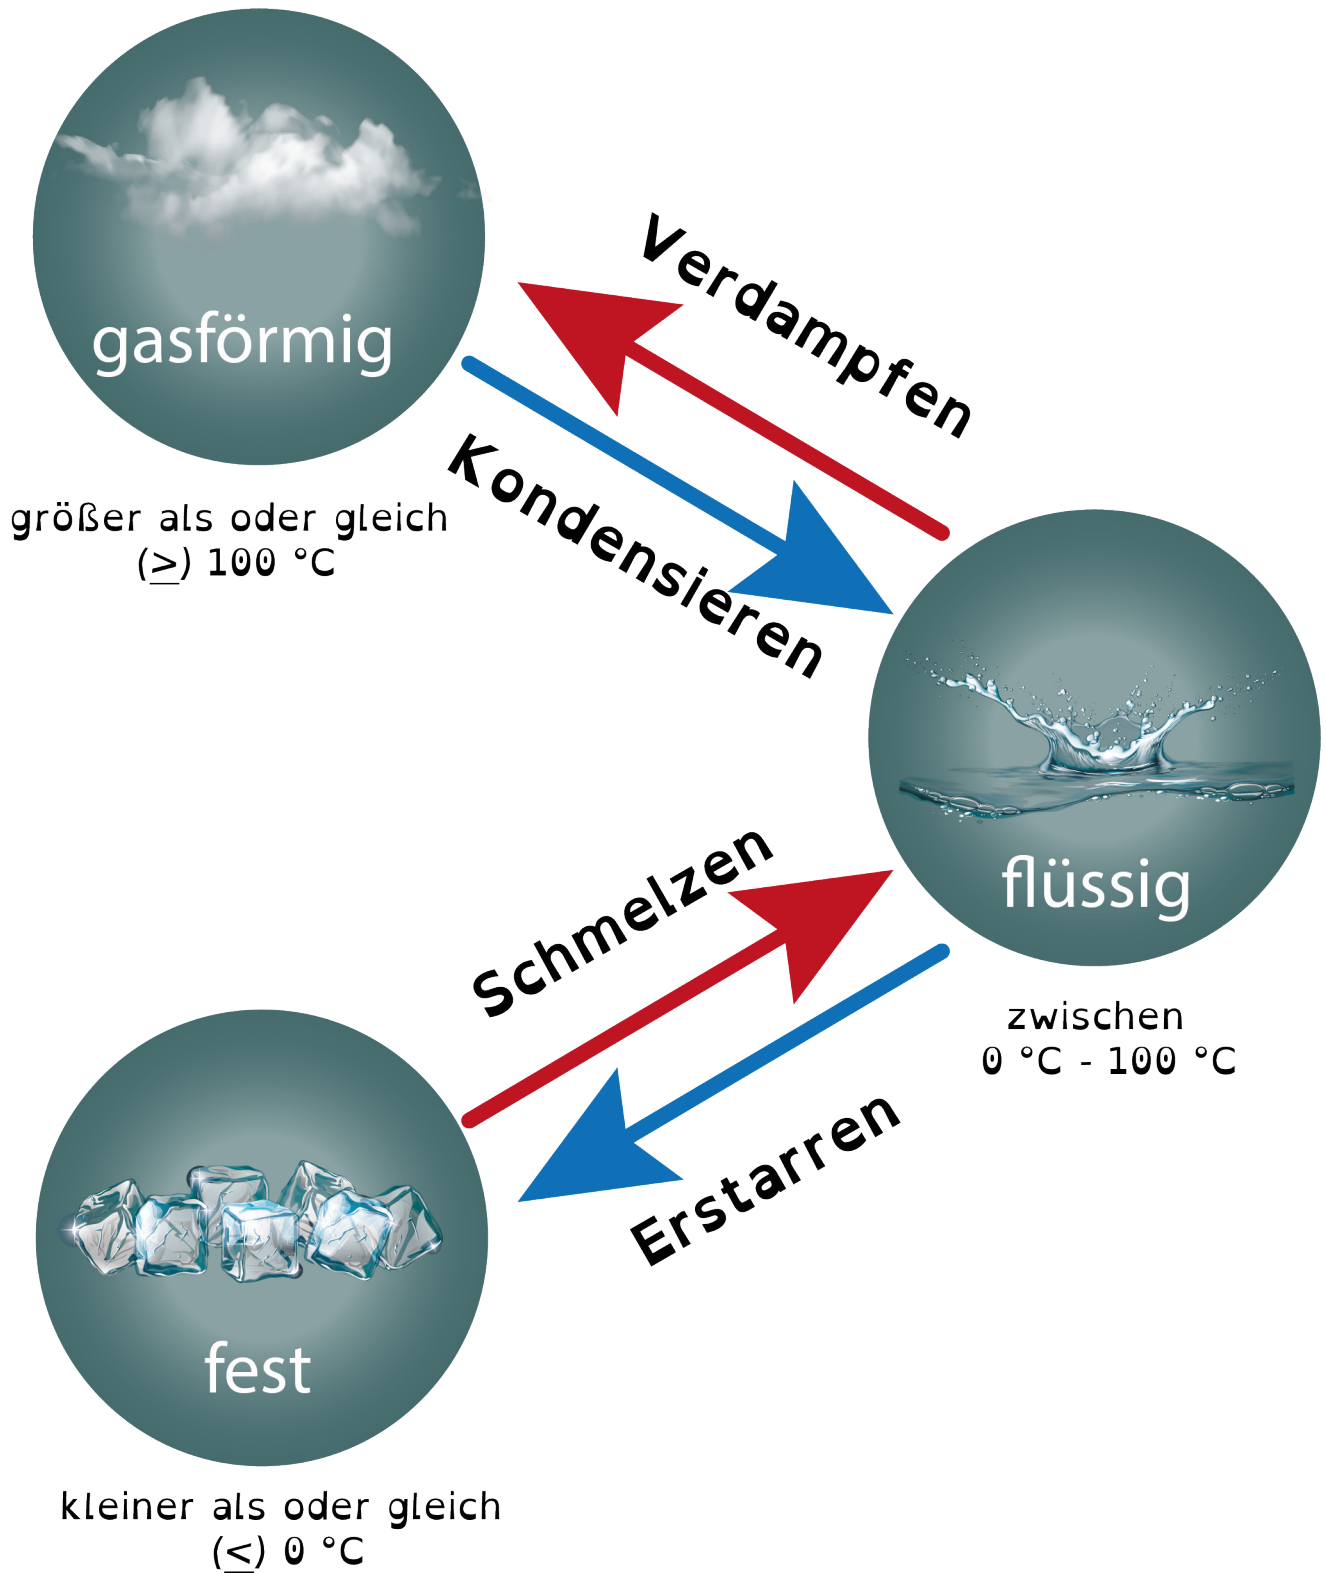 gasförmig
größer als oder gleich
(≥) 100 °C
Verdampfen
Kondensieren
flüssig
zwischen
0 °C - 100 °C
Schmelzen
Erstarren
fest
kleiner als oder gleich
(≤) 0 °C